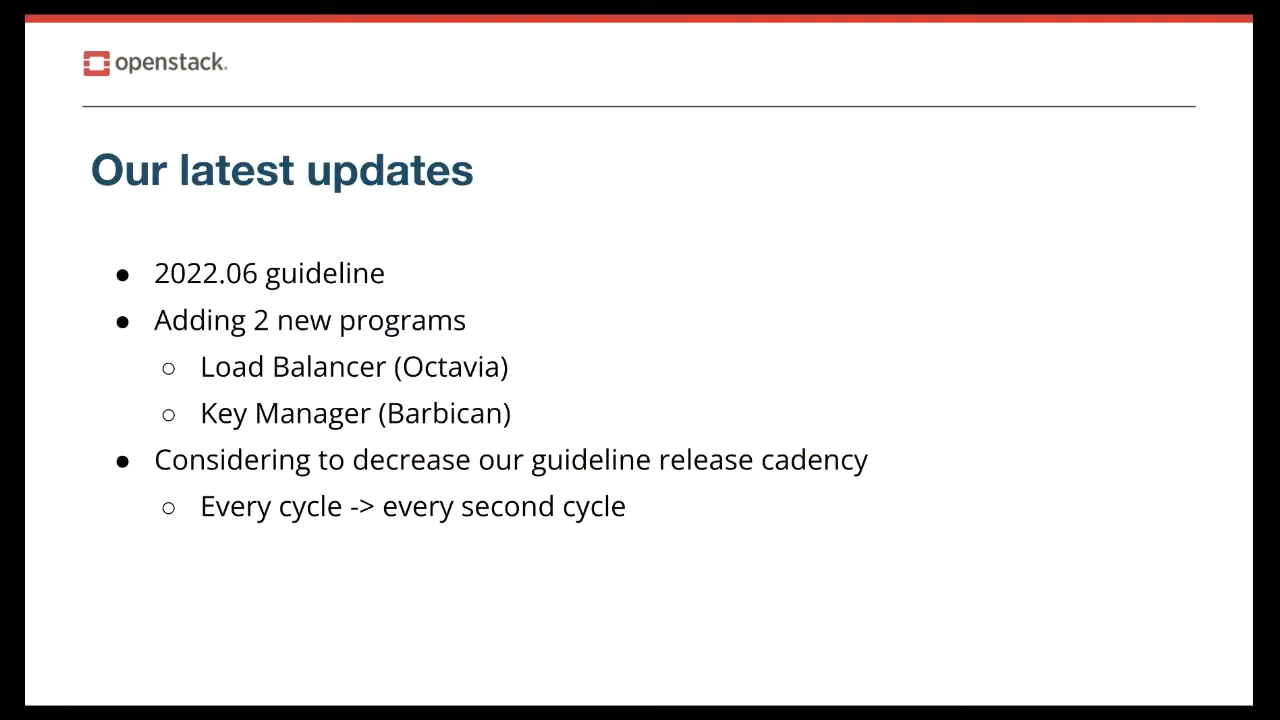 openstack.
Our latest updates
● 2022.06 guideline
● Adding 2 new programs
○ Load Balancer (Octavia)
○ Key Manager (Barbican)
● Considering to decrease our guideline release cadency
○ Every cycle -> every second cycle